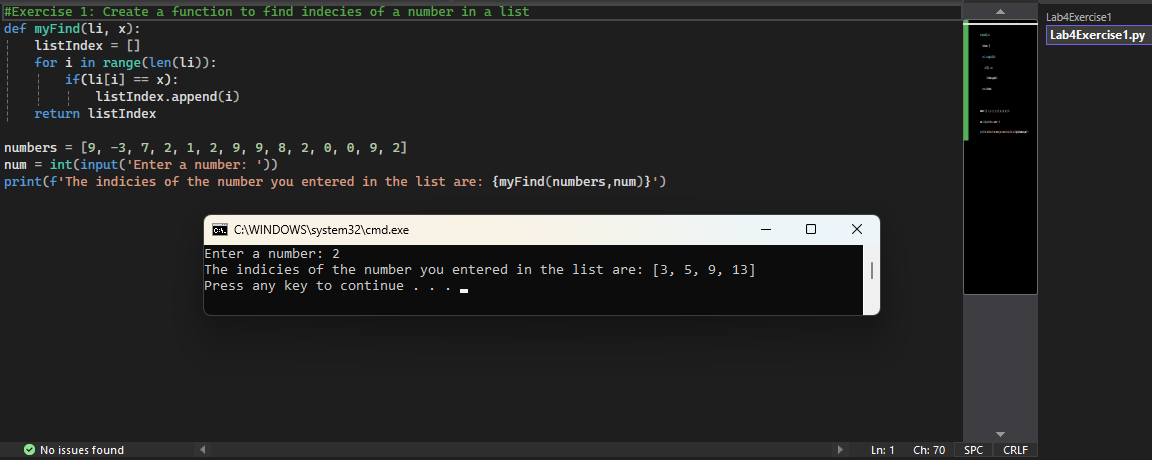 #Exercise 1: Create a function to find indecies of a number in a list
def myFind(li, x):
    listIndex = []
    for i in range(len(li)):
        if(li[i] == x):
            listIndex.append(i)
    return listIndex
numbers = [9, -3, 7, 2, 1, 2, 9, 9, 8, 2, 0, 0, 9, 2]
num = int(input('Enter a number: '))
print(f'The indicies of the number you entered in the list are: {myFind(numbers,num)}')
C:\WINDOWS\system32\cmd.exe
Enter a number: 2
The indicies of the number you entered in the list are: [3, 5, 9, 13]
Press any key to continue . . .
Lab4Exercise1
Lab4Exercise1.py
No issues found
Ln: 1 Ch: 70 SPC CRLF